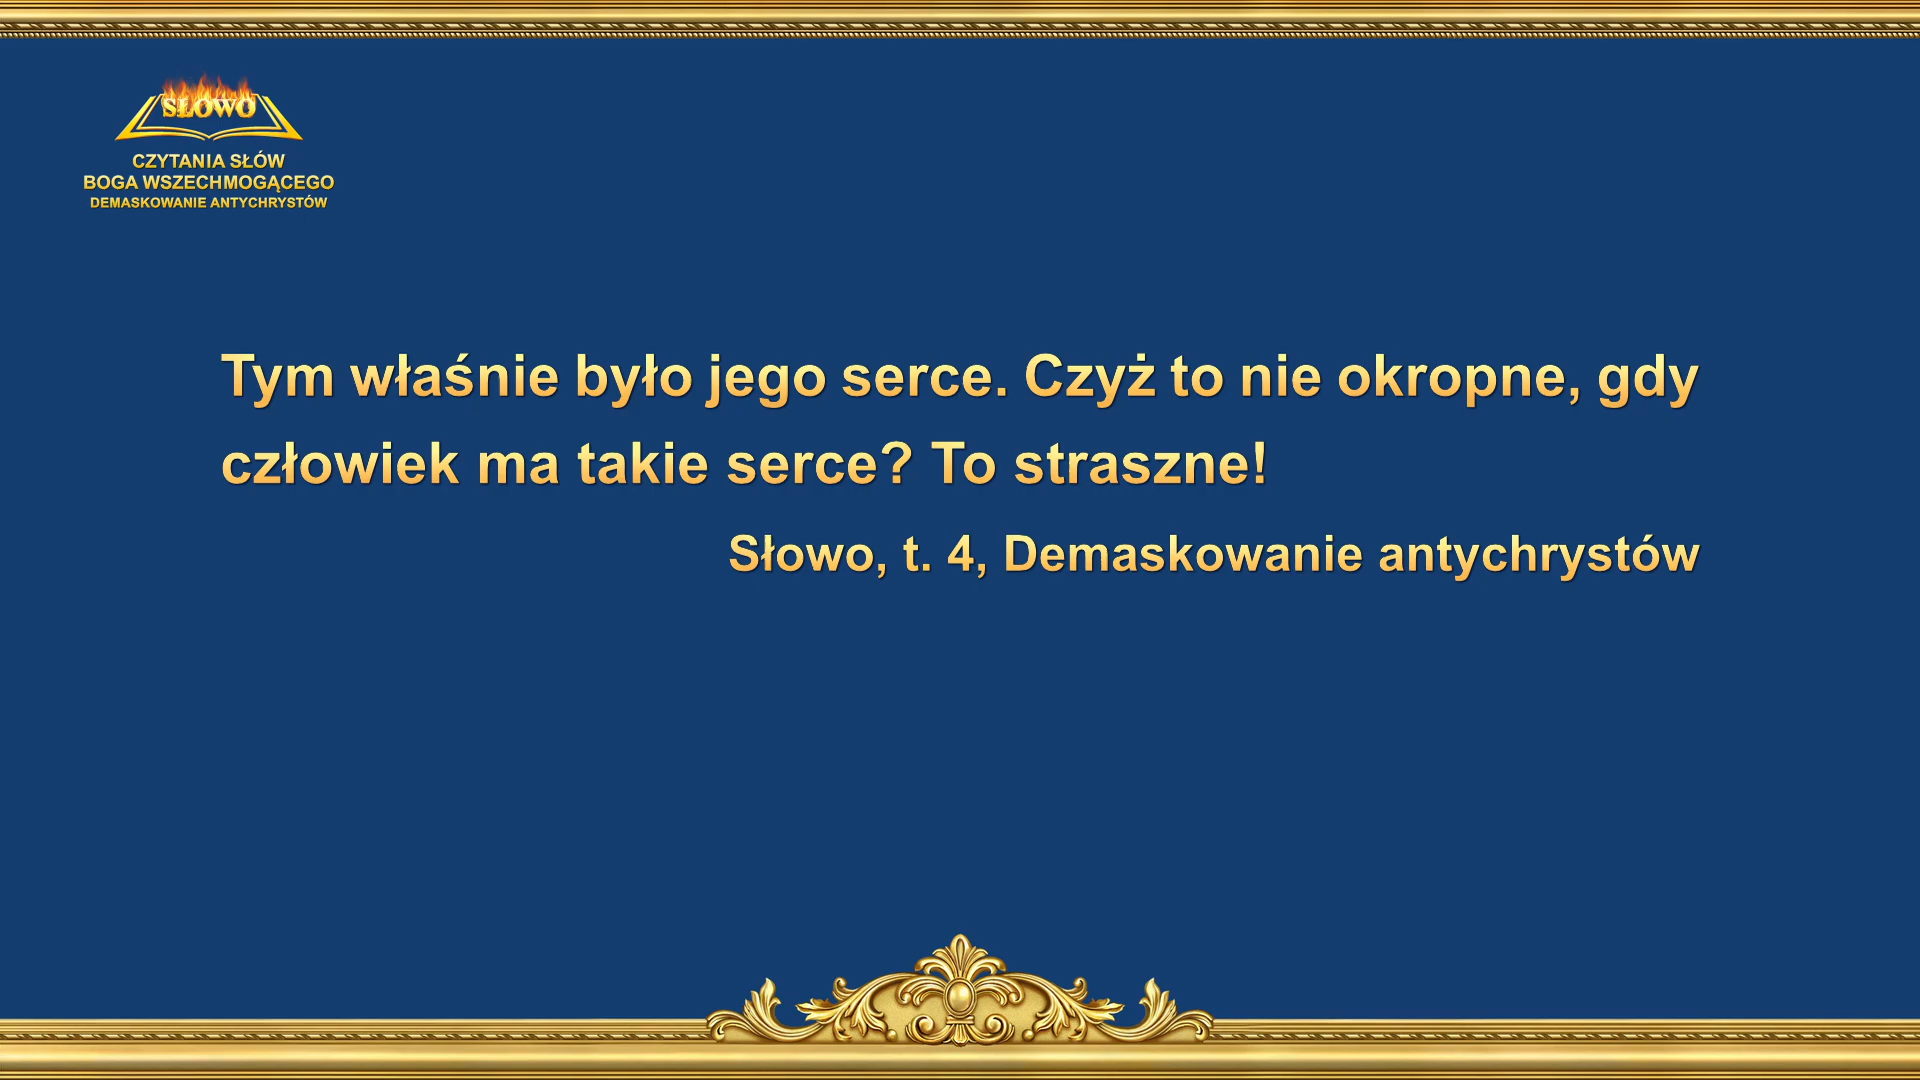 SŁOWO
CZYTANIA SŁÓW
BOGA WSZECHMOGĄCEGO
DEMASKOWANIE ANTYCHRYSTÓW
Tym właśnie było jego serce. Czyż to nie okropne, gdy
człowiek ma takie serce? To straszne!
Słowo, t. 4, Demaskowanie antychrystów